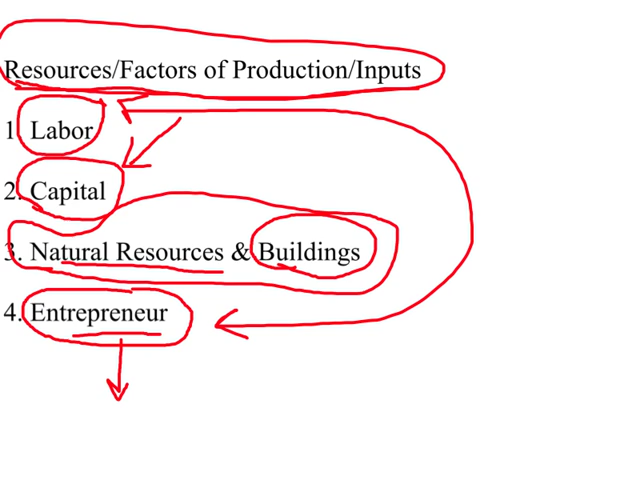 Resources/Factors of Production/Inputs
1. Labor
2. Capital
3. Natural Resources & Buildings
4. Entrepreneur